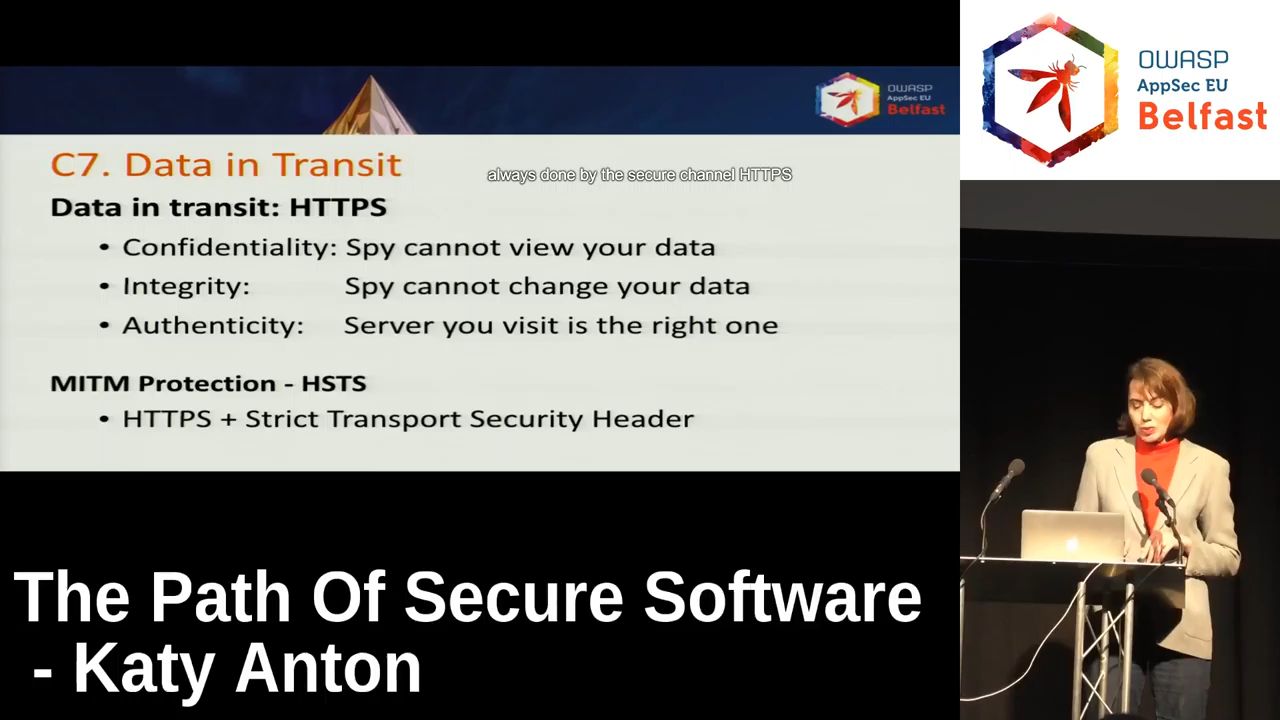 OWASP
AppSec EU
Belfast
C7. Data in Transit
always done by the secure channel HTTPS
Data in transit: HTTPS
• Confidentiality: Spy cannot view your data
• Integrity: Spy cannot change your data
• Authenticity: Server you visit is the right one
MITM Protection - HSTS
• HTTPS + Strict Transport Security Header
OWASP
AppSec EU
Belfast
The Path Of Secure Software
- Katy Anton